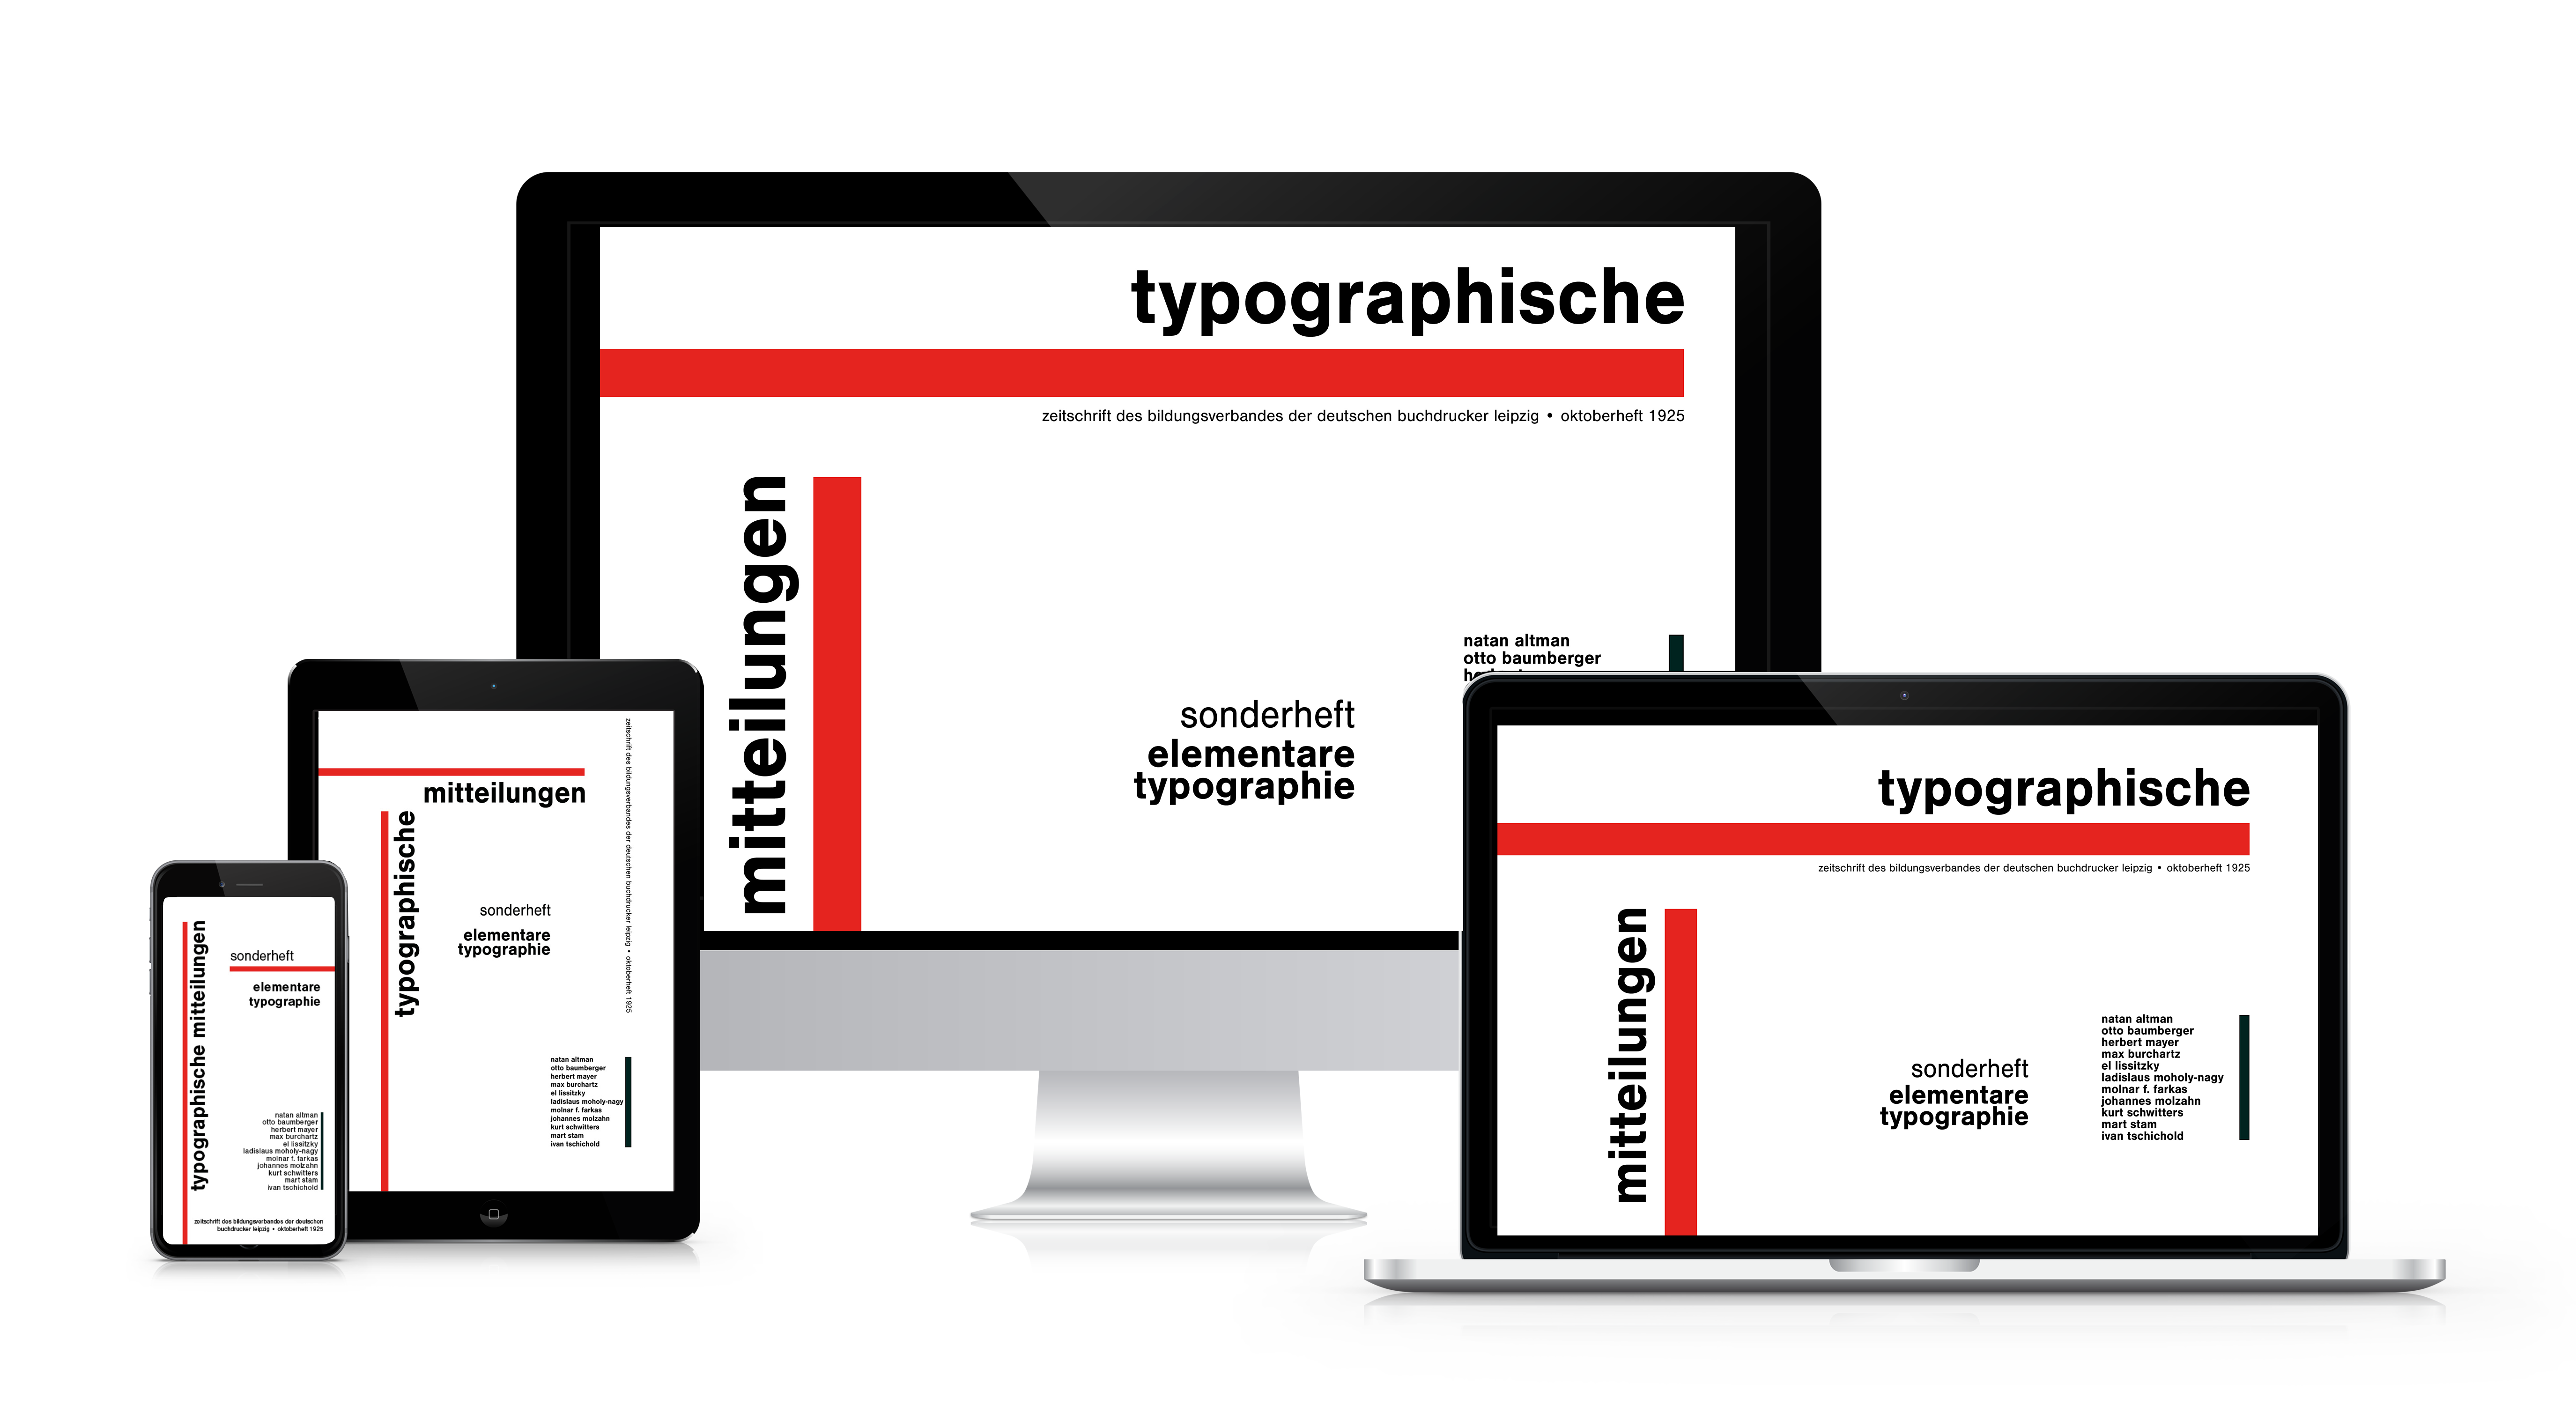 typographische
zeitschrift des bildungsverbandes der deutschen buchdrucker leipzig • oktoberheft 1925
mitteilungen
sonderheft
elementare
typographie
natan altman
otto baumberger
mitteilungen
typographische
zeitschrift des bildungsverbandes der deutschen buchdrucker leipzig • oktoberheft 1925
sonderheft
elementare
typographie
natan altman
otto baumberger
herbert mayer
max burchartz
el lissitzky
ladislaus moholy-nagy
molnar f. farkas
johannes molzahn
kurt schwitters
mart stam
ivan tschichold
typographische mitteilungen
sonderheft
elementare
typographie
natan altman
otto baumberger
herbert mayer
max burchartz
el lissitzky
ladislaus moholy-nagy
molnar f. farkas
johannes molzahn
kurt schwitters
mart stam
ivan tschichold
zeitschrift des bildungsverbandes der deutschen
buchdrucker leipzig • oktoberheft 1925
typographische
zeitschrift des bildungsverbandes der deutschen buchdrucker leipzig • oktoberheft 1925
mitteilungen
sonderheft
elementare
typographie
natan altman
otto baumberger
herbert mayer
max burchartz
el lissitzky
ladislaus moholy-nagy
molnar f. farkas
johannes molzahn
kurt schwitters
mart stam
ivan tschichold